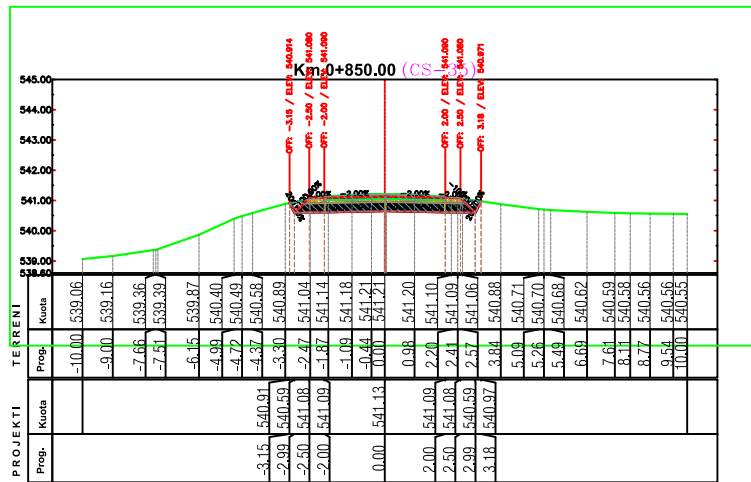 Km.0+850.00 (CS-35)
OFF: -3.15 / ELEV: 540.914
OFF: -2.50 / ELEV: 541.080
OFF: -2.00 / ELEV: 541.090
OFF: 2.00 / ELEV: 541.090
OFF: 2.50 / ELEV: 541.080
OFF: 3.18 / ELEV: 540.971
545.00
544.00
543.00
542.00
541.00
540.00
539.00
538.60
-2.00% -2.00%
TERRENI
Kuota 539.06 539.16 539.36 539.39 539.87 540.40 540.49 540.58 540.89 541.04 541.14 541.18 541.21 541.21 541.20 541.10 541.09 541.06 540.88 540.71 540.70 540.68 540.62 540.59 540.58 540.56 540.56 540.55
Prog. -10.00 -9.00 -7.66 -7.51 -6.15 -4.99 -4.72 -4.37 -3.30 -2.47 -1.87 -1.09 -0.44 0.00 0.98 2.20 2.41 2.57 3.84 5.09 5.26 5.49 6.69 7.61 8.11 8.77 9.54 10.00
PROJEKTI
Kuota 540.91 540.59 541.08 541.09 541.13 541.09 541.08 540.59 540.97
Prog. -3.15 -2.99 -2.50 -2.00 0.00 2.00 2.50 2.99 3.18